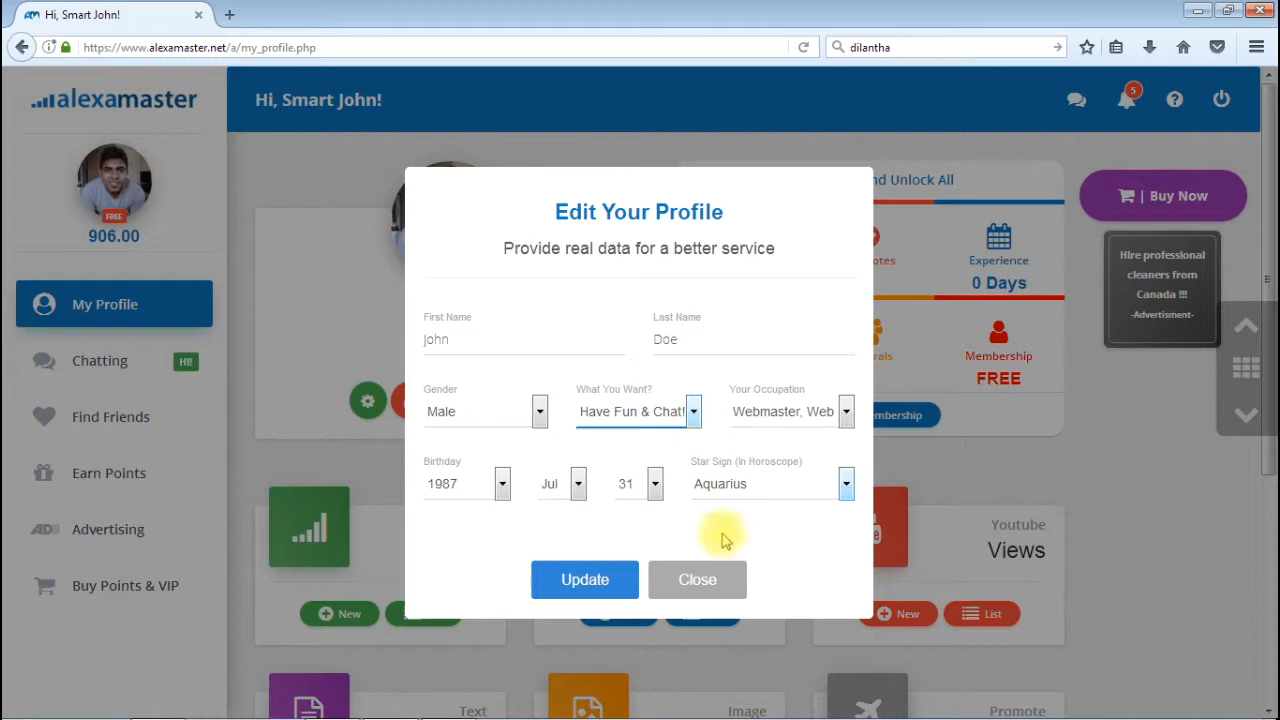 Hi, Smart John!
https://www.alexamaster.net/a/my_profile.php
dilantha
alexamaster
Hi, Smart John!
5
FREE
906.00
nd Unlock All
| Buy Now
HIre professional
cleaners from
Canada !!!
-Advertisment-
otes
Experience
0 Days
rals
Membership
FREE
embership
My Profile
Chatting
HI!
Find Friends
Earn Points
AD
Advertising
Buy Points & VIP
Edit Your Profile
Provide real data for a better service
First Name
Last Name
John
Doe
Gender
What You Want?
Your Occupation
Male
Have Fun & Chat!
Webmaster, Web
Birthday
Star Sign (In Horoscope)
1987
Jul
31
Aquarius
Update
Close
Youtube
Views
New
New
List
Text
Image
Promote